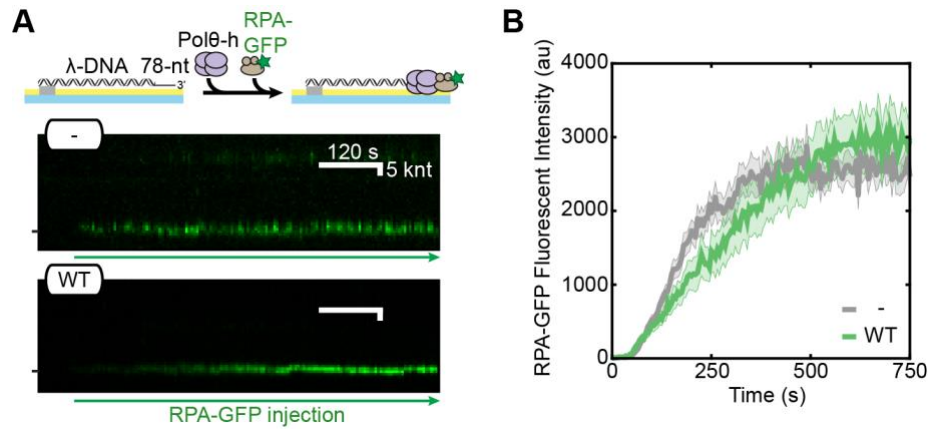 A
RPA-
GFP
Polθ-h
λ-DNA 78-nt
3'
-
120 s
5 knt
WT
RPA-GFP injection
B
RPA-GFP Fluorescent Intensity (au)
4000
3000
2000
1000
0
-
WT
0 250 500 750
Time (s)